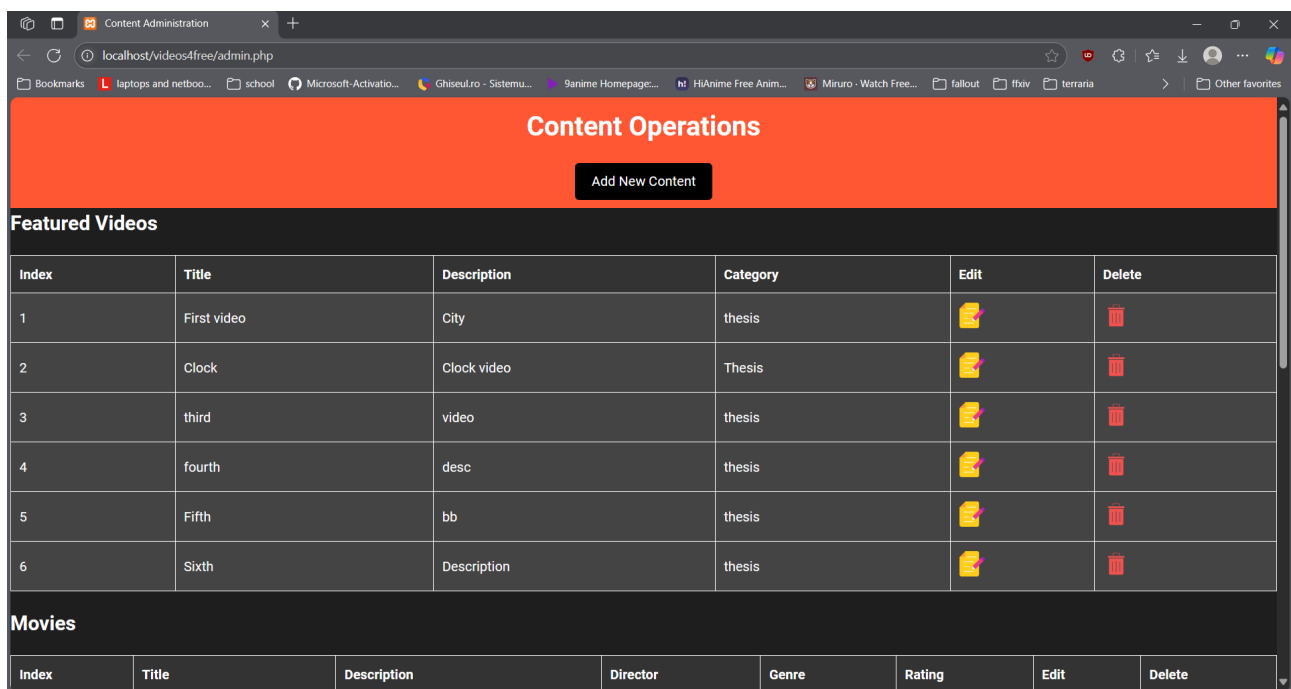 Content Administration
localhost/videos4free/admin.php
Bookmarks L laptops and netboo... school Microsoft-Activatio... Ghiseul.ro - Sistemu... 9anime Homepage:... h! HiAnime Free Anim... Miruro - Watch Free... fallout ffxiv terraria Other favorites
Content Operations
Add New Content
Featured Videos
Index Title Description Category Edit Delete
1 First video City thesis
2 Clock Clock video Thesis
3 third video thesis
4 fourth desc thesis
5 Fifth bb thesis
6 Sixth Description thesis
Movies
Index Title Description Director Genre Rating Edit Delete